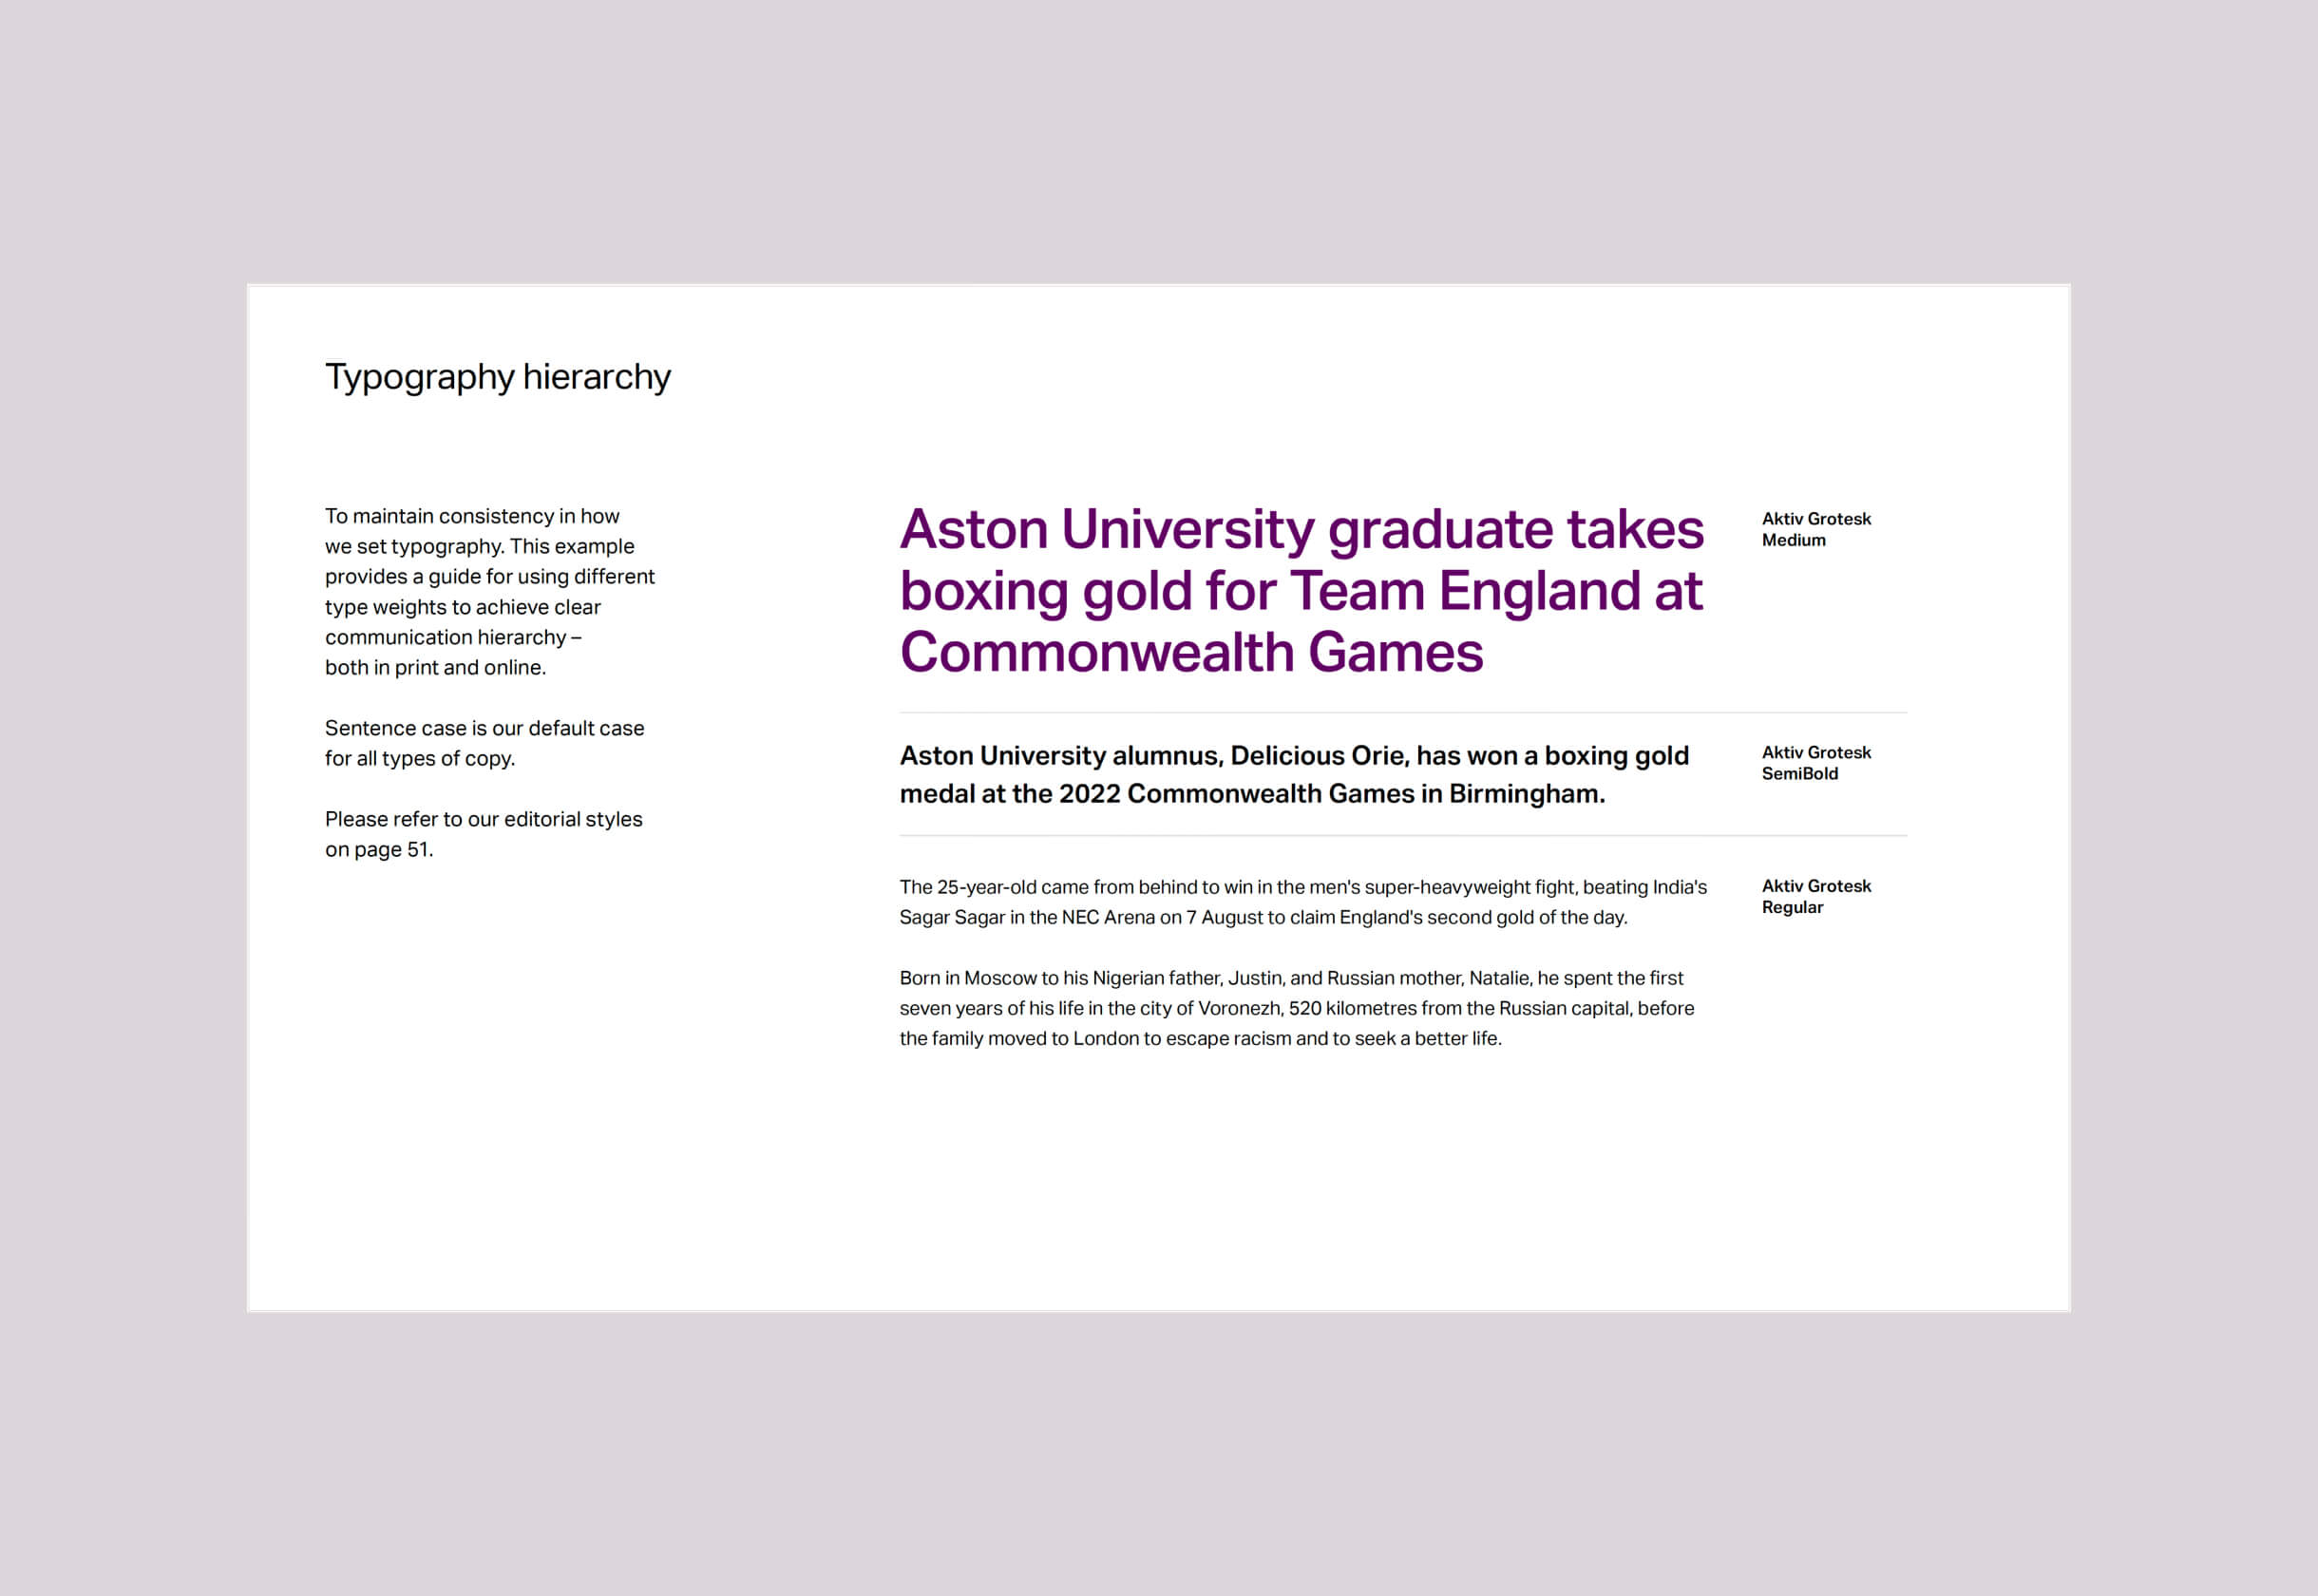 Typography hierarchy
To maintain consistency in how
we set typography. This example
provides a guide for using different
type weights to achieve clear
communication hierarchy –
both in print and online.
Sentence case is our default case
for all types of copy.
Please refer to our editorial styles
on page 51.
Aston University graduate takes
boxing gold for Team England at
Commonwealth Games
Aktiv Grotesk
Medium
Aston University alumnus, Delicious Orie, has won a boxing gold
medal at the 2022 Commonwealth Games in Birmingham.
Aktiv Grotesk
SemiBold
The 25-year-old came from behind to win in the men's super-heavyweight fight, beating India's
Sagar Sagar in the NEC Arena on 7 August to claim England's second gold of the day.
Born in Moscow to his Nigerian father, Justin, and Russian mother, Natalie, he spent the first
seven years of his life in the city of Voronezh, 520 kilometres from the Russian capital, before
the family moved to London to escape racism and to seek a better life.
Aktiv Grotesk
Regular